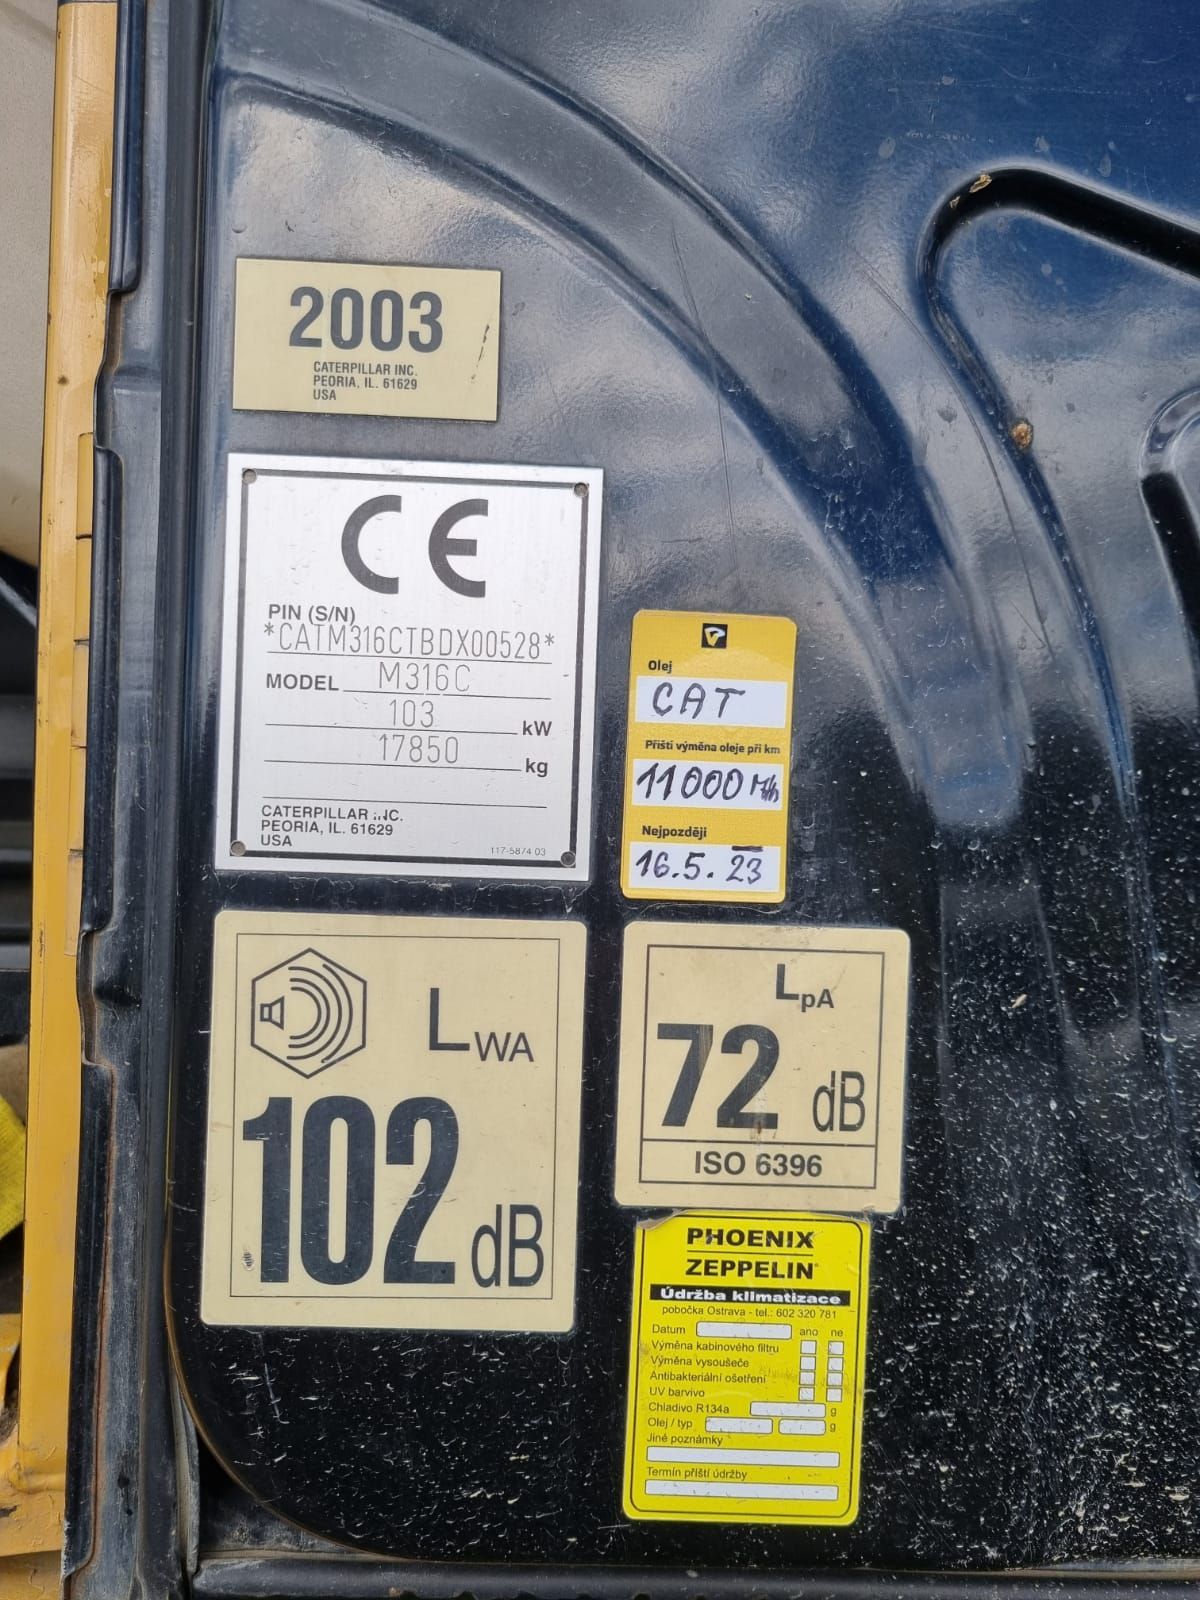 2003
CATERPILLAR INC.
PEORIA, IL. 61629
USA
CE
PIN (S/N)
*CATM316CTBDX00528*
MODEL M316C
103 kW
17850 kg
CATERPILLAR INC.
PEORIA, IL. 61629
USA
117-5874 03
Olej
CAT
Příští výměna oleje při km
11000 Mh
Nejpozději
16.5.23
LWA
102 dB
LpA
72 dB
ISO 6396
PHOENIX
ZEPPELIN
Údržba klimatizace
pobočka Ostrava - tel.: 602 320 781
Datum ano ne
Výměna kabinového filtru
Výměna vysoušeče
Antibakteriální ošetření
UV barvivo
Chladivo R134a g
Olej / typ g
Jiné poznámky
Termín příští údržby